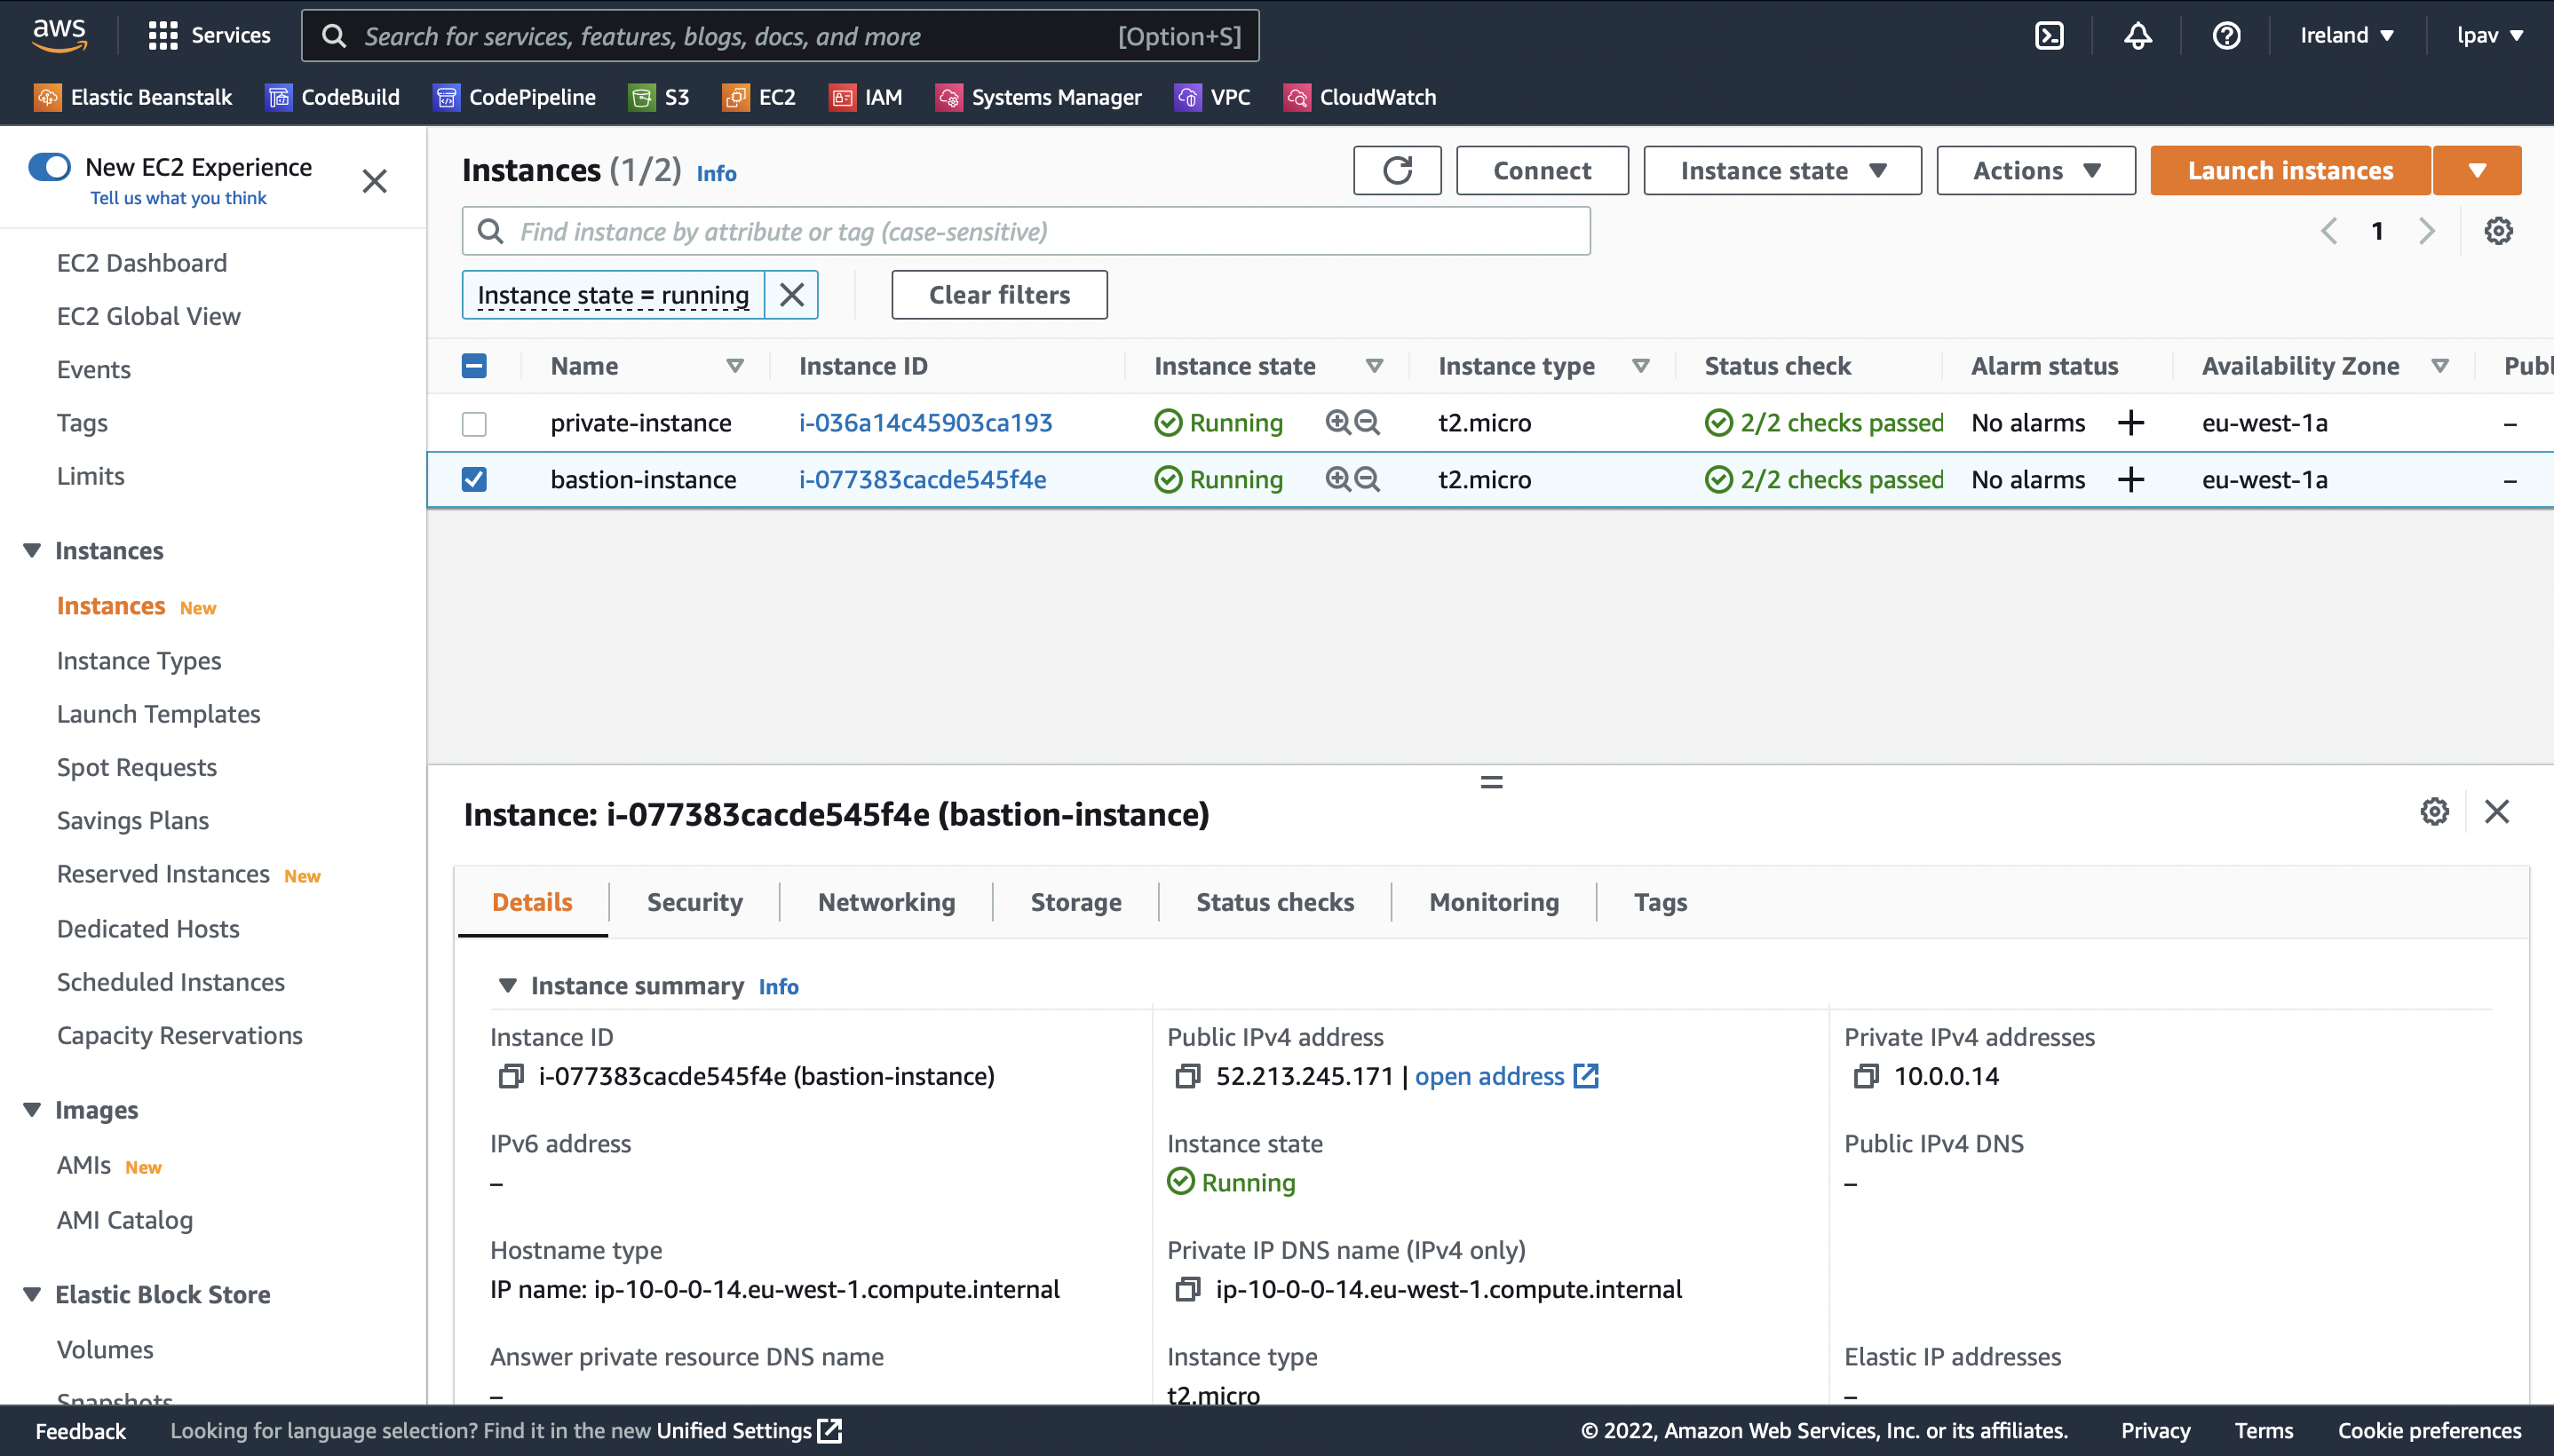 aws
Services
Search for services, features, blogs, docs, and more
[Option+S]
Ireland
lpav
Elastic Beanstalk
CodeBuild
CodePipeline
S3
EC2
IAM
Systems Manager
VPC
CloudWatch
New EC2 Experience
Tell us what you think
EC2 Dashboard
EC2 Global View
Events
Tags
Limits
Instances
Instances New
Instance Types
Launch Templates
Spot Requests
Savings Plans
Reserved Instances New
Dedicated Hosts
Scheduled Instances
Capacity Reservations
Images
AMIs New
AMI Catalog
Elastic Block Store
Volumes
Snapshots
Instances (1/2) Info
Connect
Instance state
Actions
Launch instances
Find instance by attribute or tag (case-sensitive)
1
Instance state = running
Clear filters
Name Instance ID Instance state Instance type Status check Alarm status Availability Zone Publ
private-instance i-036a14c45903ca193 Running t2.micro 2/2 checks passed No alarms + eu-west-1a –
bastion-instance i-077383cacde545f4e Running t2.micro 2/2 checks passed No alarms + eu-west-1a –
Instance: i-077383cacde545f4e (bastion-instance)
Details
Security
Networking
Storage
Status checks
Monitoring
Tags
Instance summary Info
Instance ID
i-077383cacde545f4e (bastion-instance)
Public IPv4 address
52.213.245.171 | open address
Private IPv4 addresses
10.0.0.14
IPv6 address
–
Instance state
Running
Public IPv4 DNS
–
Hostname type
IP name: ip-10-0-0-14.eu-west-1.compute.internal
Private IP DNS name (IPv4 only)
ip-10-0-0-14.eu-west-1.compute.internal
Answer private resource DNS name
–
Instance type
t2.micro
Elastic IP addresses
–
Feedback
Looking for language selection? Find it in the new Unified Settings
© 2022, Amazon Web Services, Inc. or its affiliates.
Privacy
Terms
Cookie preferences